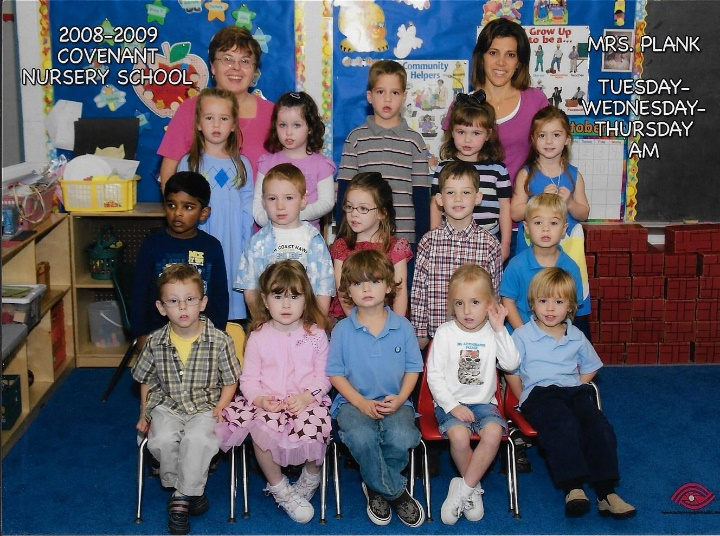 2008-2009
COVENANT
NURSERY SCHOOL
MRS. PLANK
TUESDAY-
WEDNESDAY-
THURSDAY
AM
Community
Helpers
Grow Up
to be a...